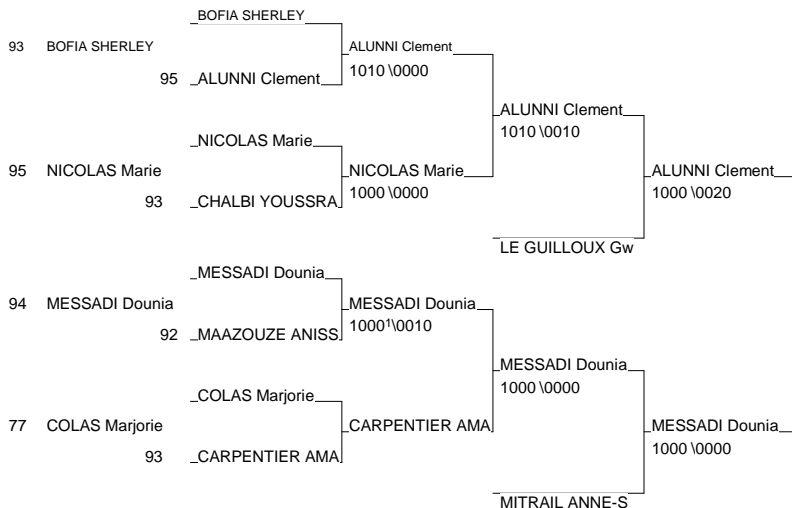 BOFIA SHERLEY
93 BOFIA SHERLEY ALUNNI Clement
95 ALUNNI Clement 1010 \0000
ALUNNI Clement
1010 \0010
NICOLAS Marie
95 NICOLAS Marie NICOLAS Marie ALUNNI Clement
93 CHALBI YOUSSRA 1000 \0000 1000 \0020
LE GUILLOUX Gw
MESSADI Dounia
94 MESSADI Dounia MESSADI Dounia
92 MAAZOUZE ANISS 1000¹\0010
MESSADI Dounia
1000 \0000
COLAS Marjorie
77 COLAS Marjorie CARPENTIER AMA MESSADI Dounia
93 CARPENTIER AMA 1000 \0000
MITRAIL ANNE-S